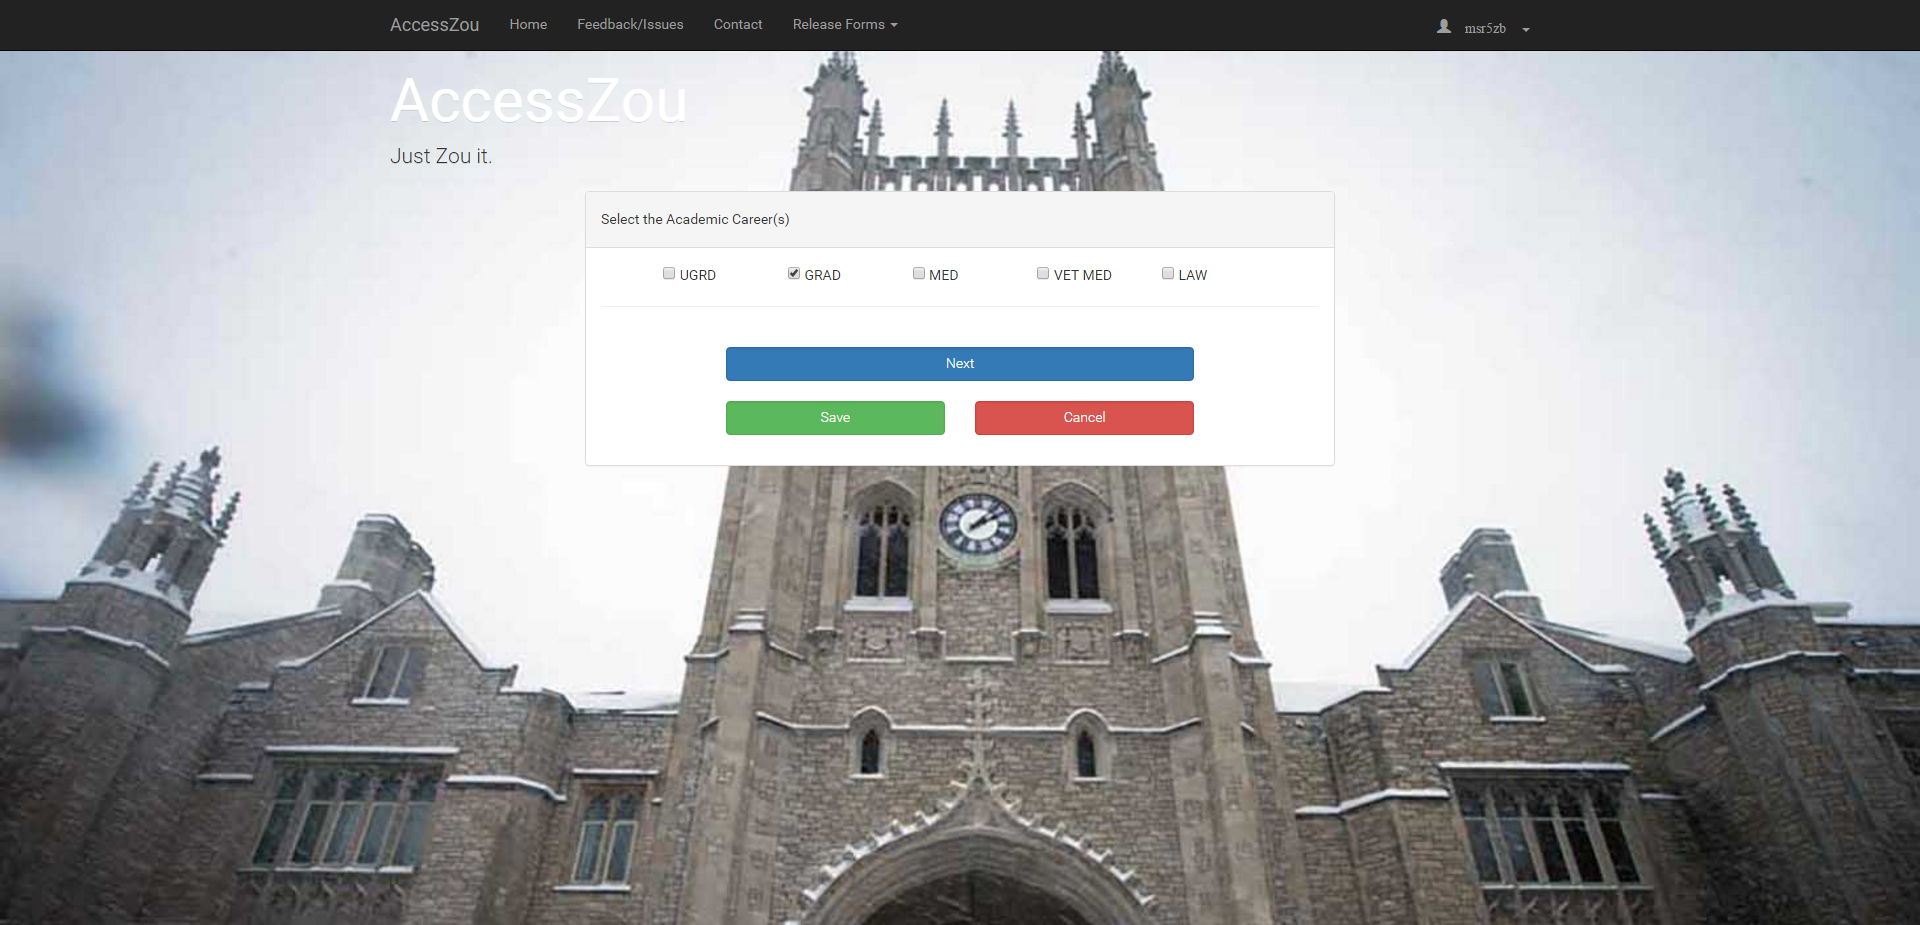 AccessZou Home Feedback/Issues Contact Release Forms msr5zb
AccessZou
Just Zou it.
Select the Academic Career(s)
UGRD GRAD MED VET MED LAW
Next
Save Cancel